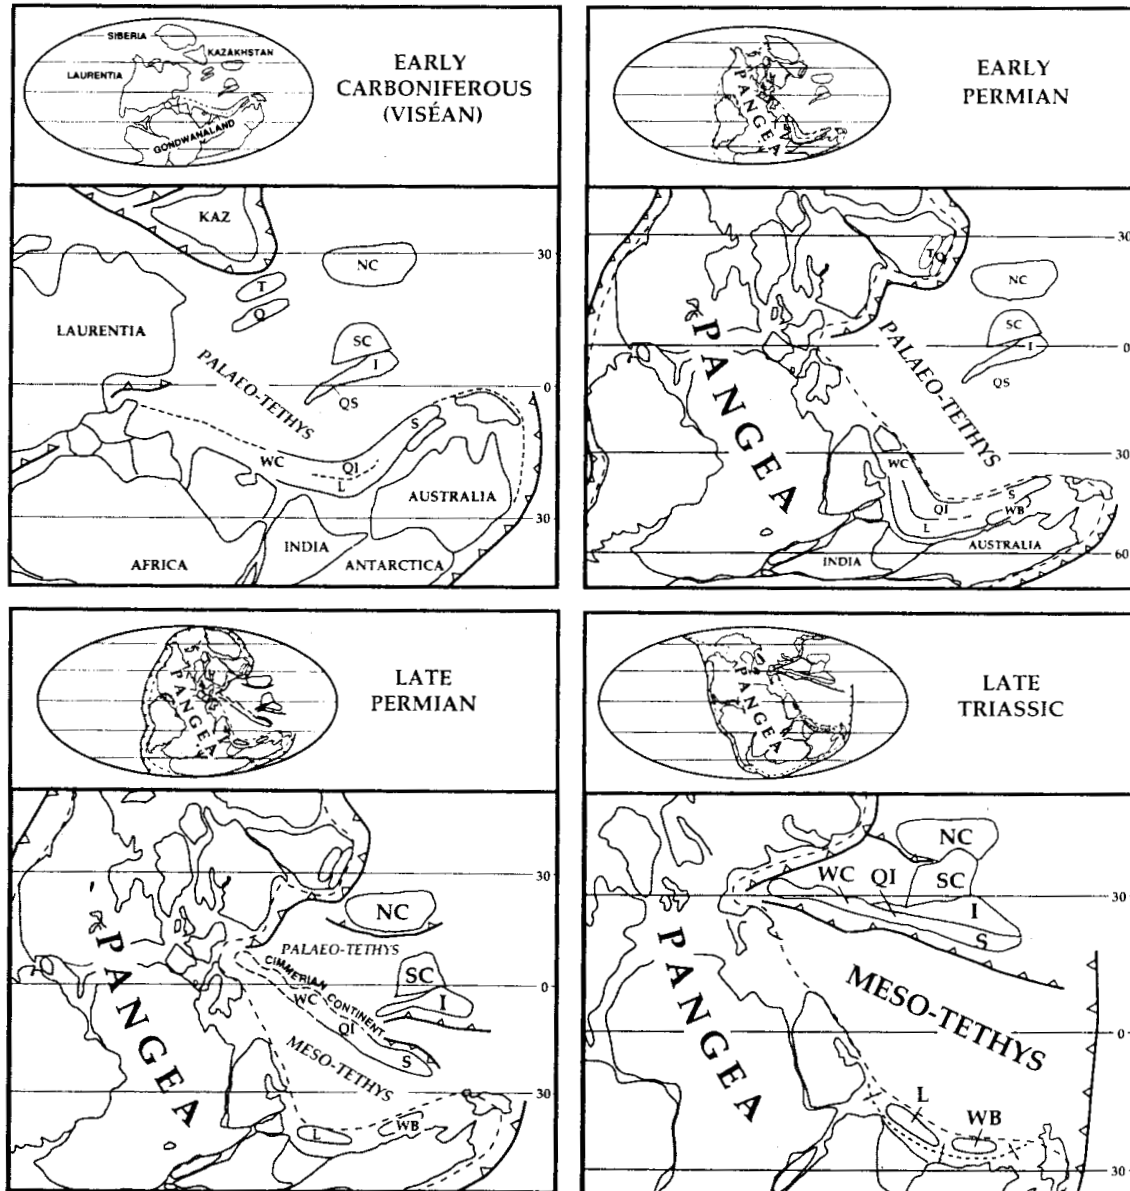 SIBERIA
KAZAKHSTAN
LAURENTIA
GONDWANALAND
EARLY
CARBONIFEROUS
(VISÉAN)
KAZ
30
NC
T
Q
LAURENTIA
SC
I
PALAEO-TETHYS
0
QS
S
WC
QI
L
AUSTRALIA
30
INDIA
AFRICA
ANTARCTICA
PANGEA
EARLY
PERMIAN
30
T
Q
NC
SC
I
0
QS
PANGEA
PALAEO-TETHYS
30
WC
S
QI
WB
L
AUSTRALIA
INDIA
60
PANGEA
LATE
PERMIAN
30
NC
PALAEO-TETHYS
CIMMERIAN CONTINENT
SC
0
I
WC
QI
S
PANGEA
MESO-TETHYS
30
L
WB
PANGEA
LATE
TRIASSIC
NC
WC
QI
SC
30
I
S
PANGEA
MESO-TETHYS
0
L
WB
30